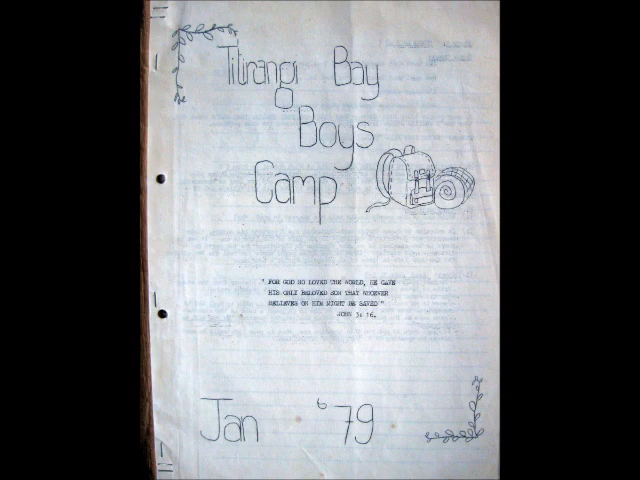 Titirangi Bay
Boys
Camp
" FOR GOD SO LOVED THE WORLD, HE GAVE
HIS ONLY BELOVED SON THAT WHOEVER
BELIEVES ON HIM MIGHT BE SAVED "
JOHN 3: 16.
Jan '79